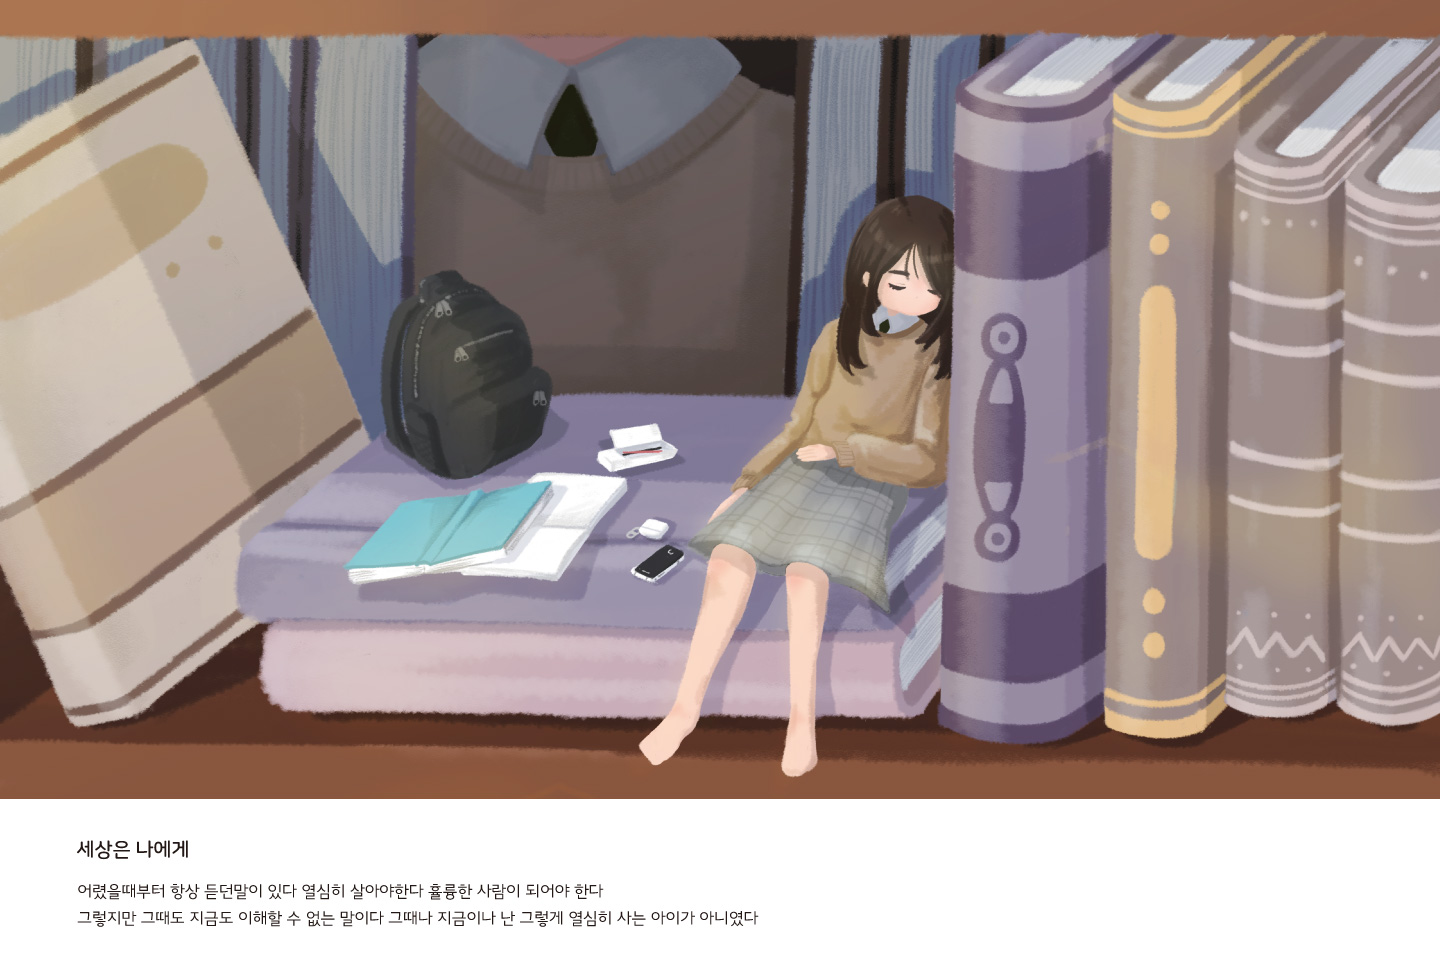 세상은 나에게
어렸을때부터 항상 듣던말이 있다 열심히 살아야한다 훌륭한 사람이 되어야 한다
그렇지만 그때도 지금도 이해할 수 없는 말이다 그때나 지금이나 난 그렇게 열심히 사는 아이가 아니였다